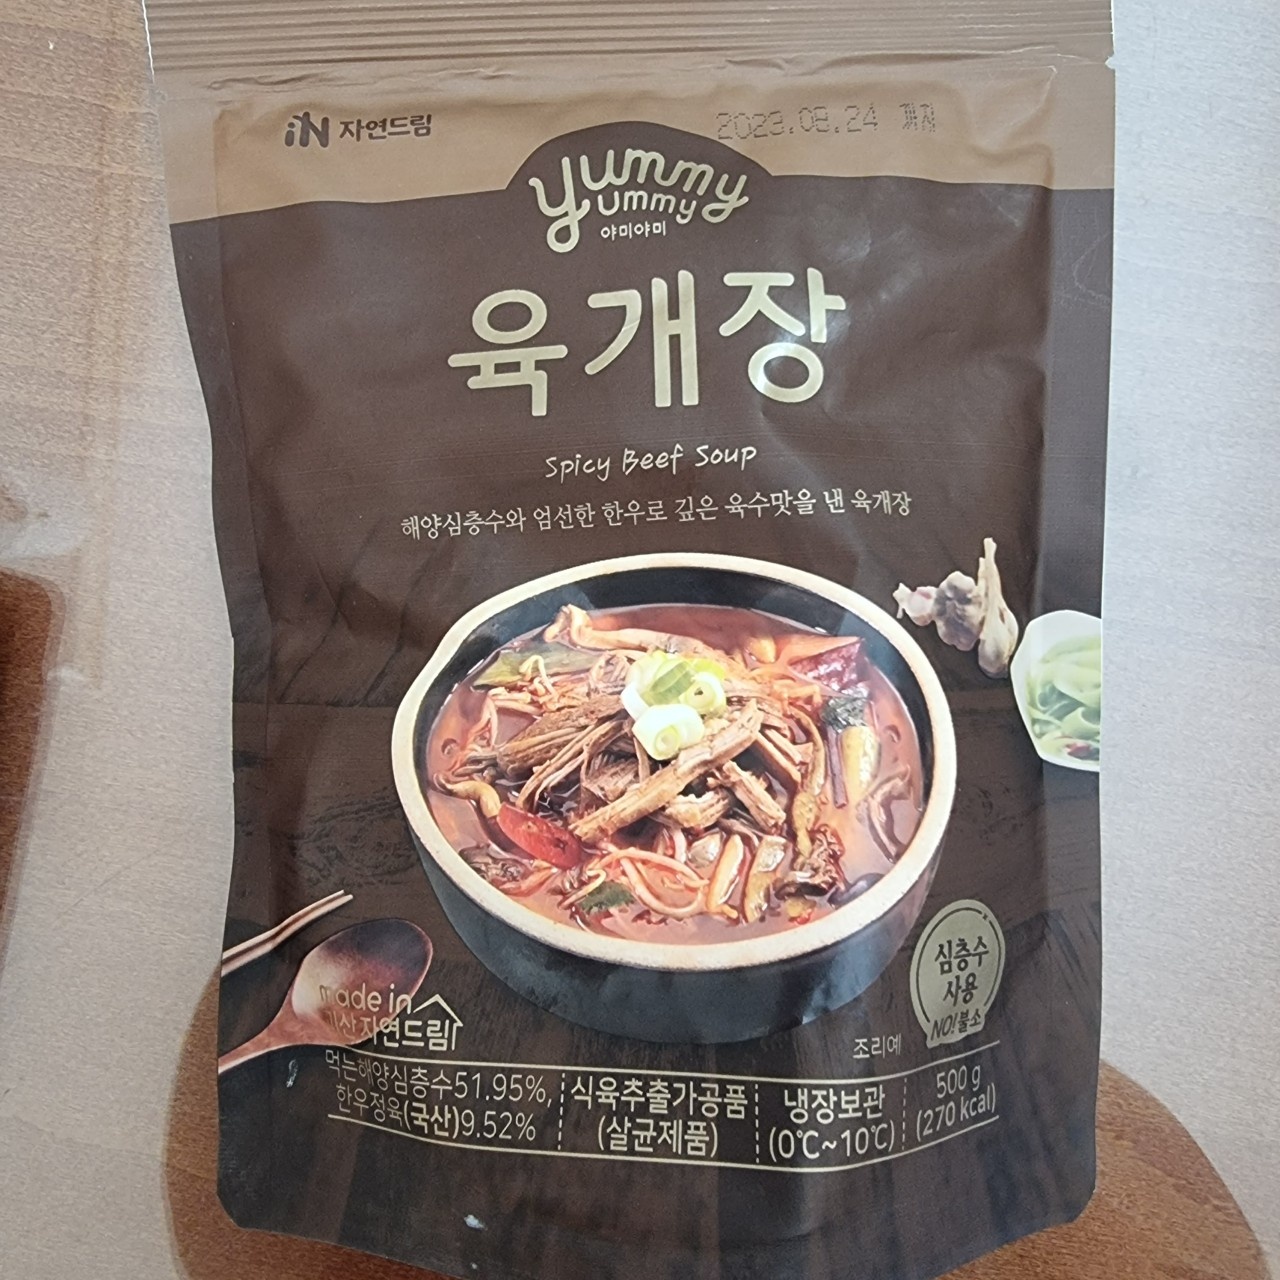 iN 자연드림
2023.08.24 까지
yummy
yummy
야미야미
육개장
Spicy Beef Soup
해양심층수와 엄선한 한우로 깊은 육수맛을 낸 육개장
심층수
사용
NO!불소
made in
괴산자연드림
조리예
먹는해양심층수51.95%,
한우정육(국산)9.52%
식육추출가공품
(살균제품)
냉장보관
(0℃~10℃)
500 g
(270 kcal)